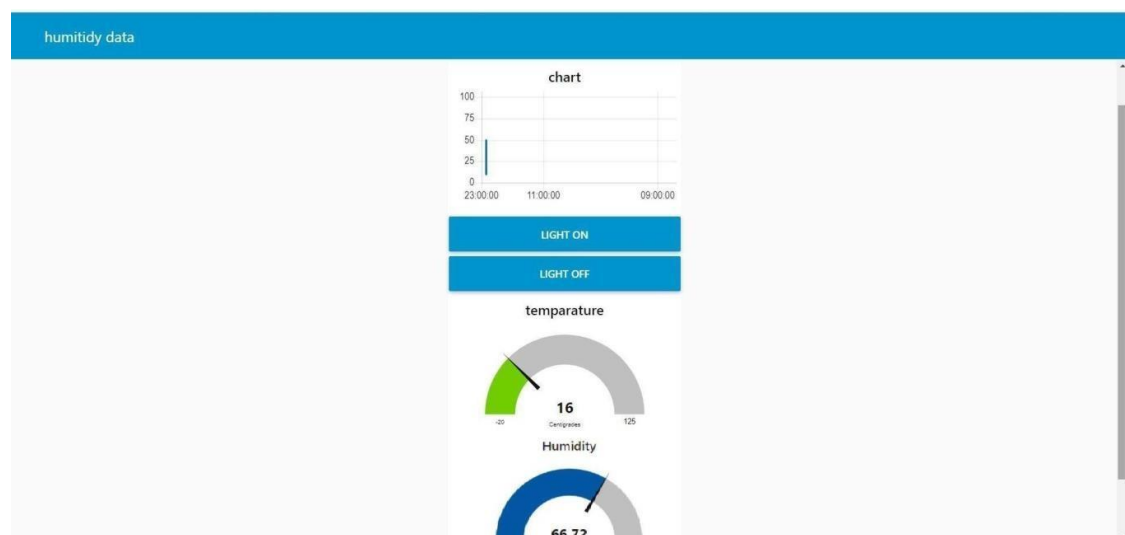 humitidy data
chart
100
75
50
25
0
23:00:00 11:00:00 09:00:00
LIGHT ON
LIGHT OFF
temparature
16
-20 Centigrades 125
Humidity
66.72